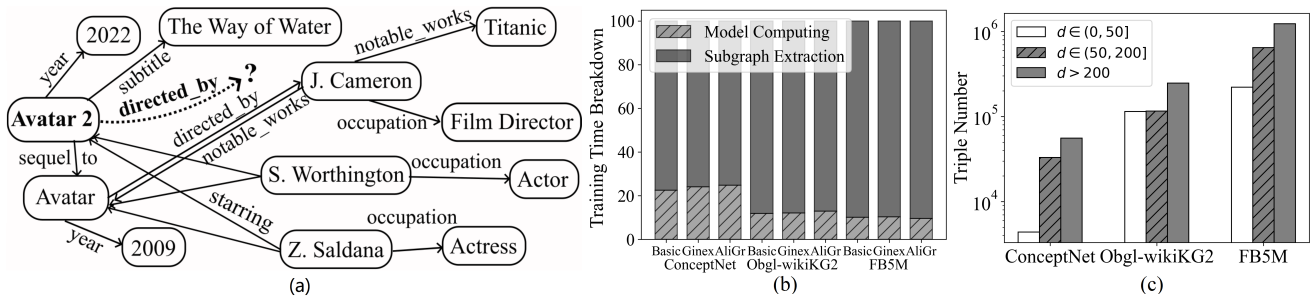 2022
The Way of Water
year
subtitle
notable_works
Titanic
directed_by
?
J. Cameron
Avatar 2
directed_by
notable_works
occupation
Film Director
sequel_to
S. Worthington
occupation
Actor
Avatar
starring
occupation
year
2009
Z. Saldana
Actress
(a)
Training Time Breakdown
100
80
60
40
20
0
Model Computing
Subgraph Extraction
Basic Ginex AliGr Basic Ginex AliGr Basic Ginex AliGr
ConceptNet Obgl-wikiKG2 FB5M
(b)
Triple Number
10^6
10^5
10^4
d ∈ (0, 50]
d ∈ (50, 200]
d > 200
ConceptNet Obgl-wikiKG2 FB5M
(c)